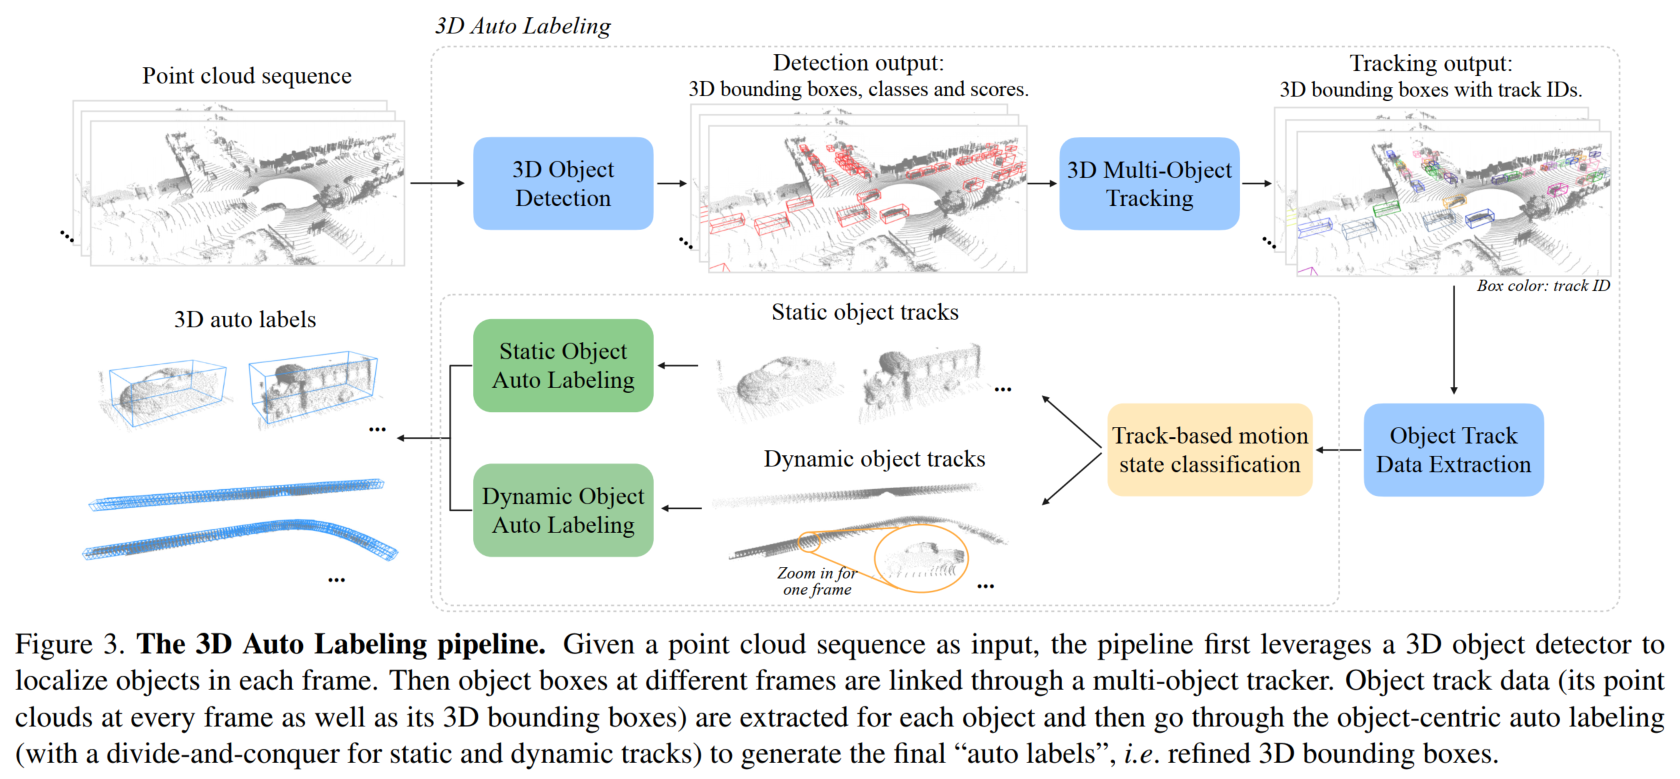 3D Auto Labeling
Point cloud sequence
Detection output:
3D bounding boxes, classes and scores.
Tracking output:
3D bounding boxes with track IDs.
3D Object
Detection
3D Multi-Object
Tracking
Box color: track ID
3D auto labels
Static Object
Auto Labeling
Static object tracks
...
...
Track-based motion
state classification
Object Track
Data Extraction
Dynamic object tracks
Dynamic Object
Auto Labeling
Zoom in for
one frame
...
...
Figure 3. The 3D Auto Labeling pipeline. Given a point cloud sequence as input, the pipeline first leverages a 3D object detector to
localize objects in each frame. Then object boxes at different frames are linked through a multi-object tracker. Object track data (its point
clouds at every frame as well as its 3D bounding boxes) are extracted for each object and then go through the object-centric auto labeling
(with a divide-and-conquer for static and dynamic tracks) to generate the final “auto labels”, i.e. refined 3D bounding boxes.